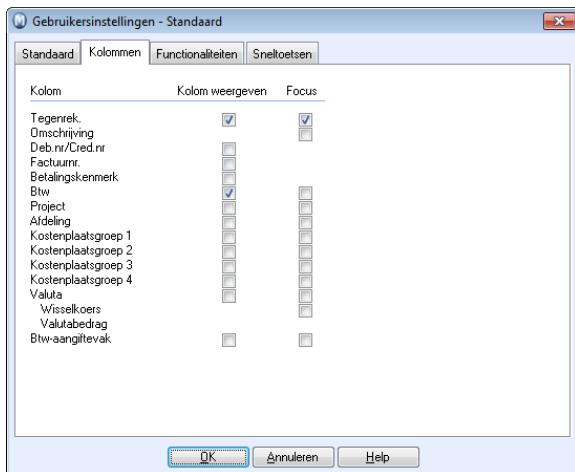 Gebruikersinstellingen - Standaard
Standaard Kolommen Functionaliteiten Sneltoetsen
Kolom Kolom weergeven Focus
Tegenrek.
Omschrijving
Deb.nr/Cred.nr
Factuurnr.
Betalingskenmerk
Btw
Project
Afdeling
Kostenplaatsgroep 1
Kostenplaatsgroep 2
Kostenplaatsgroep 3
Kostenplaatsgroep 4
Valuta
Wisselkoers
Valutabedrag
Btw-aangiftevak
OK Annuleren Help